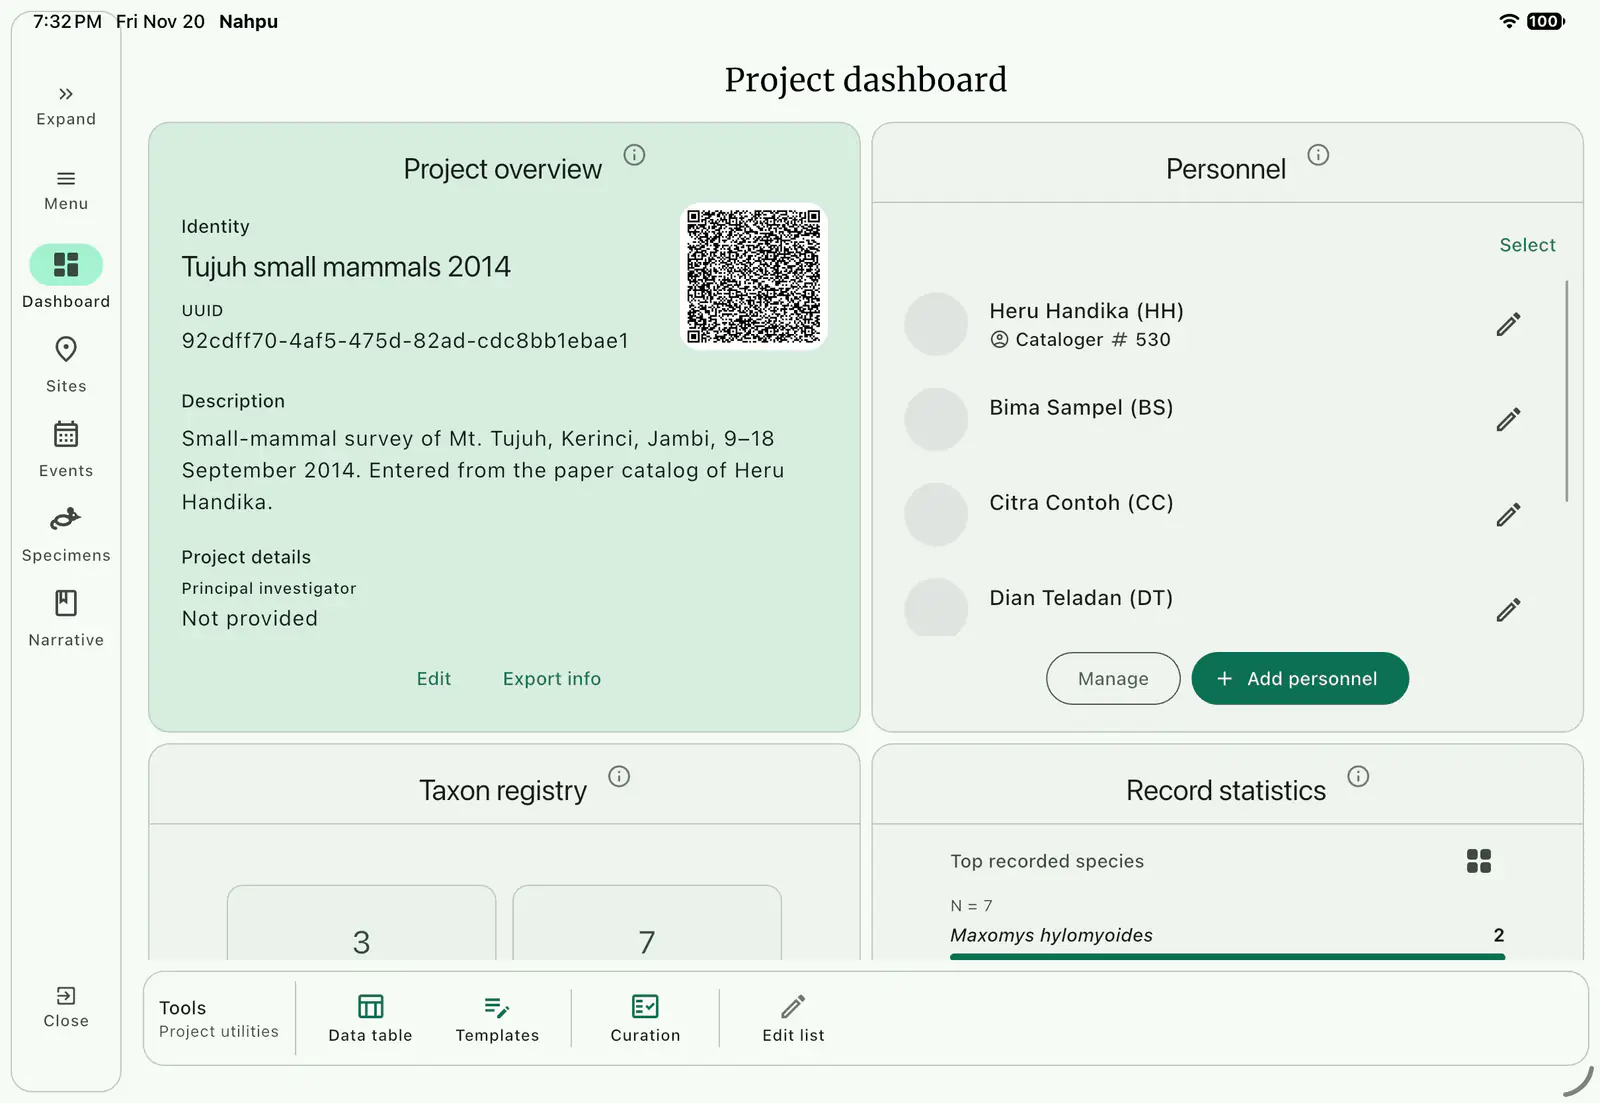 7:32 PM Fri Nov 20 Nahpu 100
Project dashboard
Expand
Menu
Dashboard
Sites
Events
Specimens
Narrative
Close
Project overview
Identity
Tujuh small mammals 2014
UUID
92cdff70-4af5-475d-82ad-cdc8bb1ebae1
Description
Small-mammal survey of Mt. Tujuh, Kerinci, Jambi, 9–18
September 2014. Entered from the paper catalog of Heru
Handika.
Project details
Principal investigator
Not provided
Edit Export info
Personnel
Select
Heru Handika (HH)
Cataloger # 530
Bima Sampel (BS)
Citra Contoh (CC)
Dian Teladan (DT)
Manage + Add personnel
Taxon registry
3 7
Record statistics
Top recorded species
N = 7
Maxomys hylomyoides 2
Tools
Project utilities
Data table Templates Curation Edit list